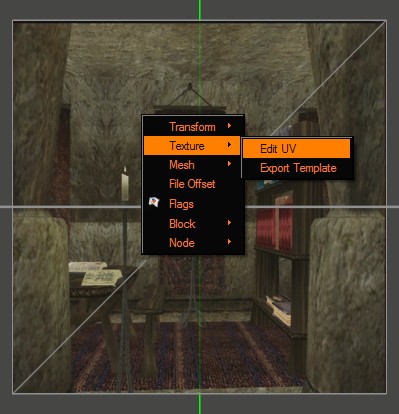 Transform
Texture
Edit UV
Mesh
Export Template
File Offset
Flags
Block
Node